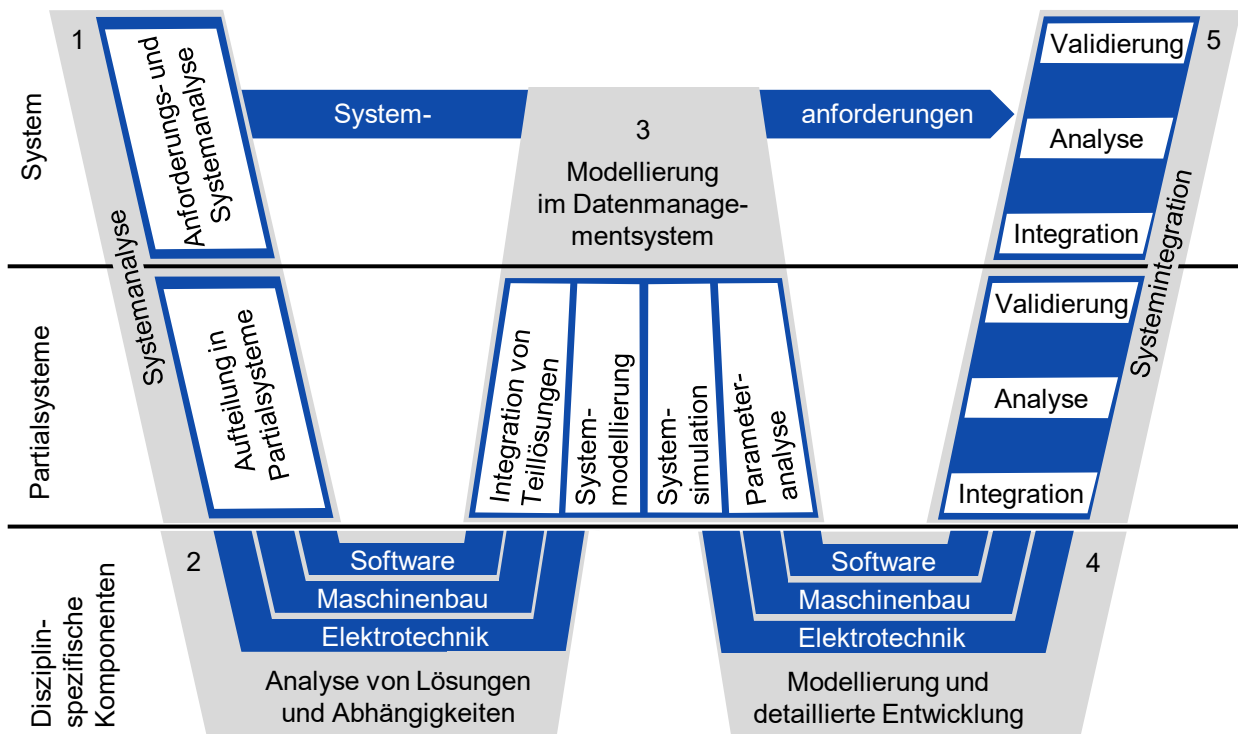 System
Partialsysteme
Disziplin-
spezifische
Komponenten
1
Systemanalyse
Anforderungs- und
Systemanalyse
Aufteilung in
Partialsysteme
System-
anforderungen
2
Software
Maschinenbau
Elektrotechnik
Analyse von Lösungen
und Abhängigkeiten
3
Modellierung
im Datenmanage-
mentsystem
Integration von
Teillösungen
System-
modellierung
System-
simulation
Parameter-
analyse
4
Software
Maschinenbau
Elektrotechnik
Modellierung und
detaillierte Entwicklung
5
Systemintegration
Validierung
Analyse
Integration
Validierung
Analyse
Integration